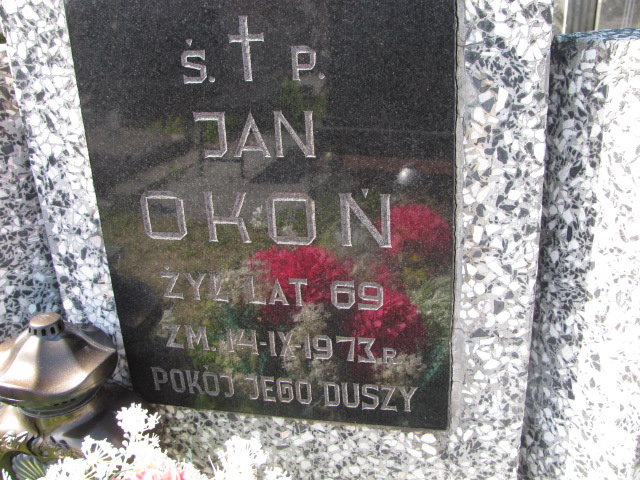 Ś. P.
JAN
OKOŃ
ŻYŁ LAT 69
ZM. 14-IX-1973 R.
POKÓJ JEGO DUSZY